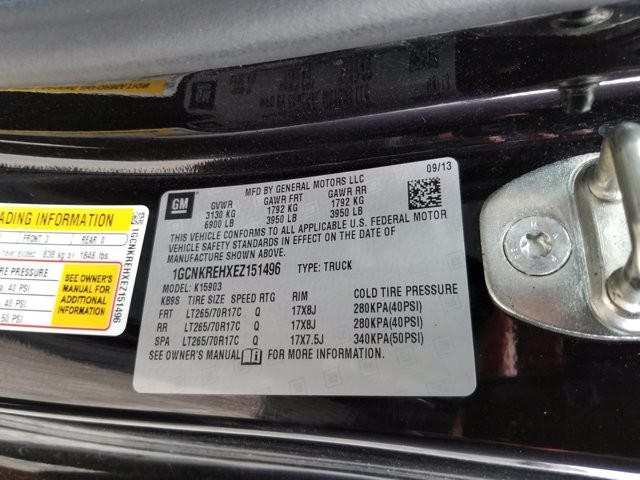 GM
MFD BY GENERAL MOTORS LLC
09/13
GVWR GAWR FRT GAWR RR
3130 KG 1792 KG 1792 KG
6900 LB 3950 LB 3950 LB
THIS VEHICLE CONFORMS TO ALL APPLICABLE U.S. FEDERAL MOTOR
VEHICLE SAFETY STANDARDS IN EFFECT ON THE DATE OF
MANUFACTURE SHOWN ABOVE.
1GCNKREHXEZ151496 TYPE: TRUCK
MODEL: K15903
K89S TIRE SIZE SPEED RTG RIM COLD TIRE PRESSURE
FRT LT265/70R17C Q 17X8J 280KPA(40PSI)
RR LT265/70R17C Q 17X8J 280KPA(40PSI)
SPA LT265/70R17C Q 17X7.5J 340KPA(50PSI)
SEE OWNER'S MANUAL FOR MORE INFORMATION.
ADING INFORMATION
FRONT 3 REAR 0
exceed 838 kg or 1848 lbs.
E PRESSURE
40 PSI
40 PSI
50 PSI
SEE OWNER'S
MANUAL FOR
ADDITIONAL
INFORMATION
1GCNKREHXEZ151496